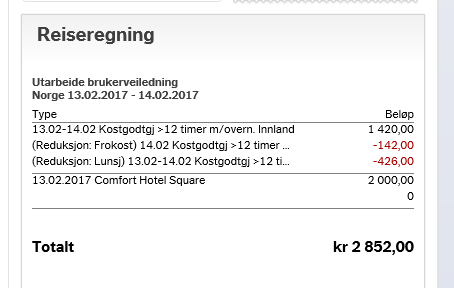 Reiseregning
Utarbeide brukerveiledning
Norge 13.02.2017 - 14.02.2017
Type Beløp
13.02-14.02 Kostgodtgj >12 timer m/overn. Innland 1 420,00
(Reduksjon: Frokost) 14.02 Kostgodtgj >12 timer ... -142,00
(Reduksjon: Lunsj) 13.02-14.02 Kostgodtgj >12 ti... -426,00
13.02.2017 Comfort Hotel Square 2 000,00
0
Totalt kr 2 852,00